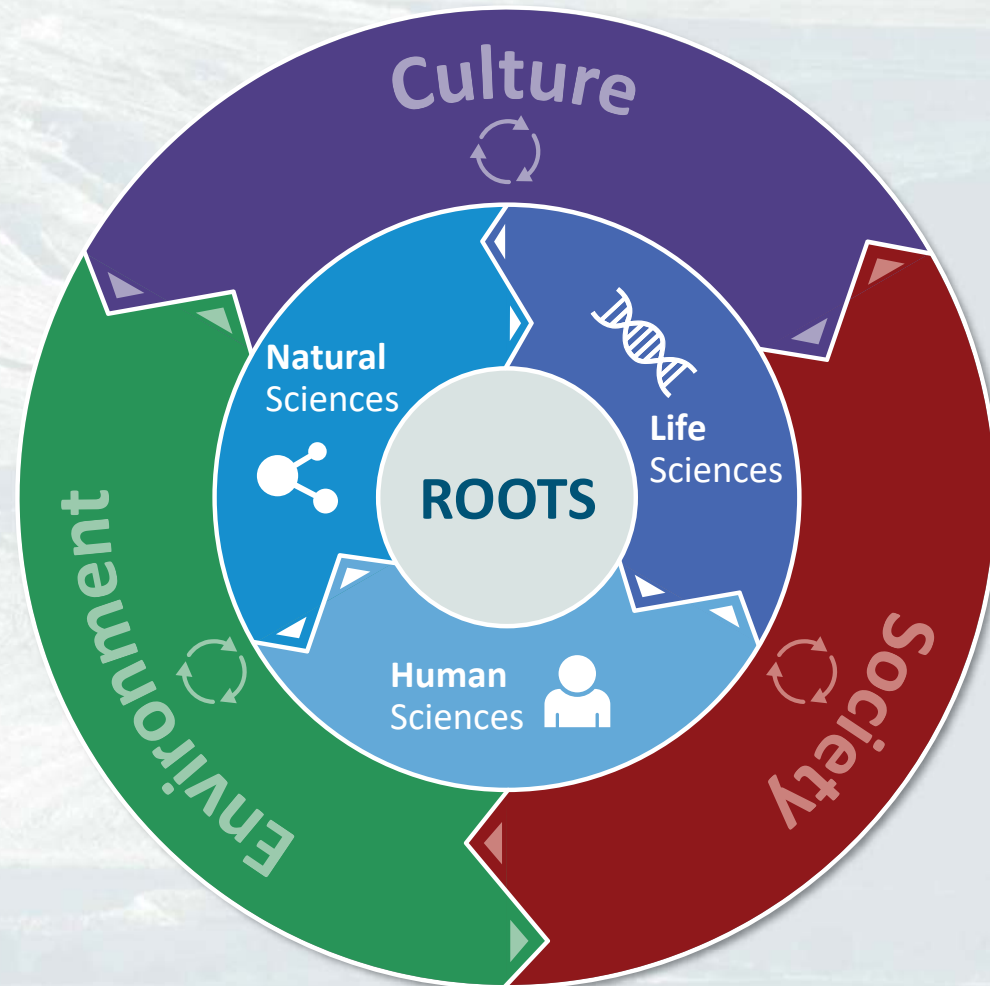 Culture
Natural
Sciences
Life
Sciences
ROOTS
Human
Sciences
Environment
Society